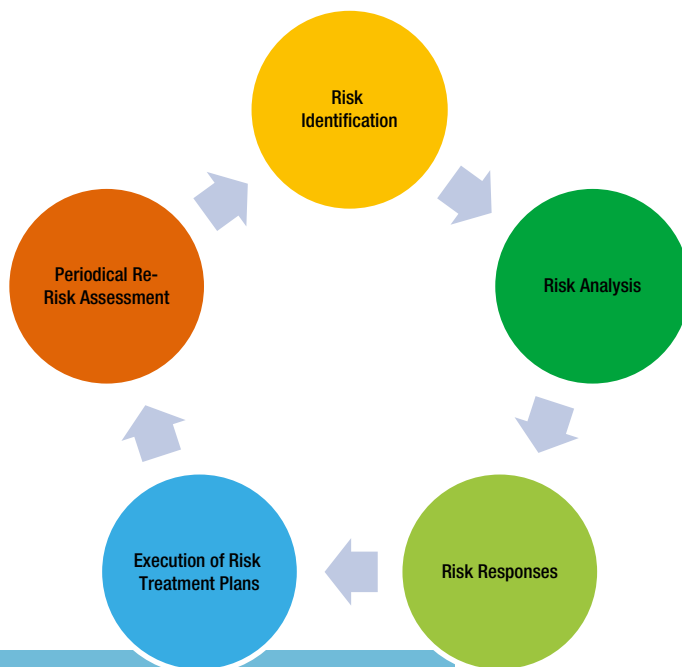 Risk
Identification
Risk Analysis
Risk Responses
Execution of Risk
Treatment Plans
Periodical Re-
Risk Assessment